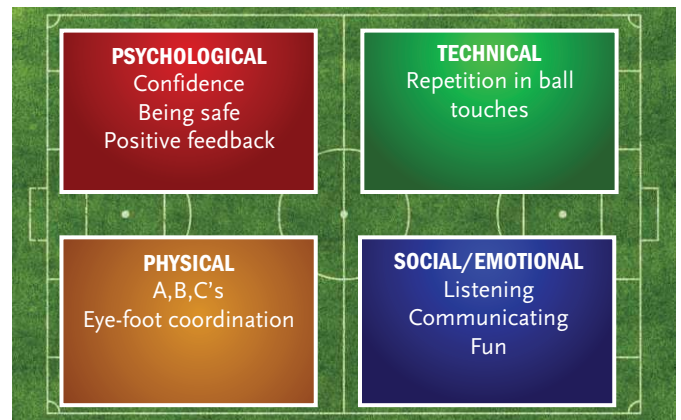 PSYCHOLOGICAL
Confidence
Being safe
Positive feedback
TECHNICAL
Repetition in ball
touches
PHYSICAL
A,B,C’s
Eye-foot coordination
SOCIAL/EMOTIONAL
Listening
Communicating
Fun